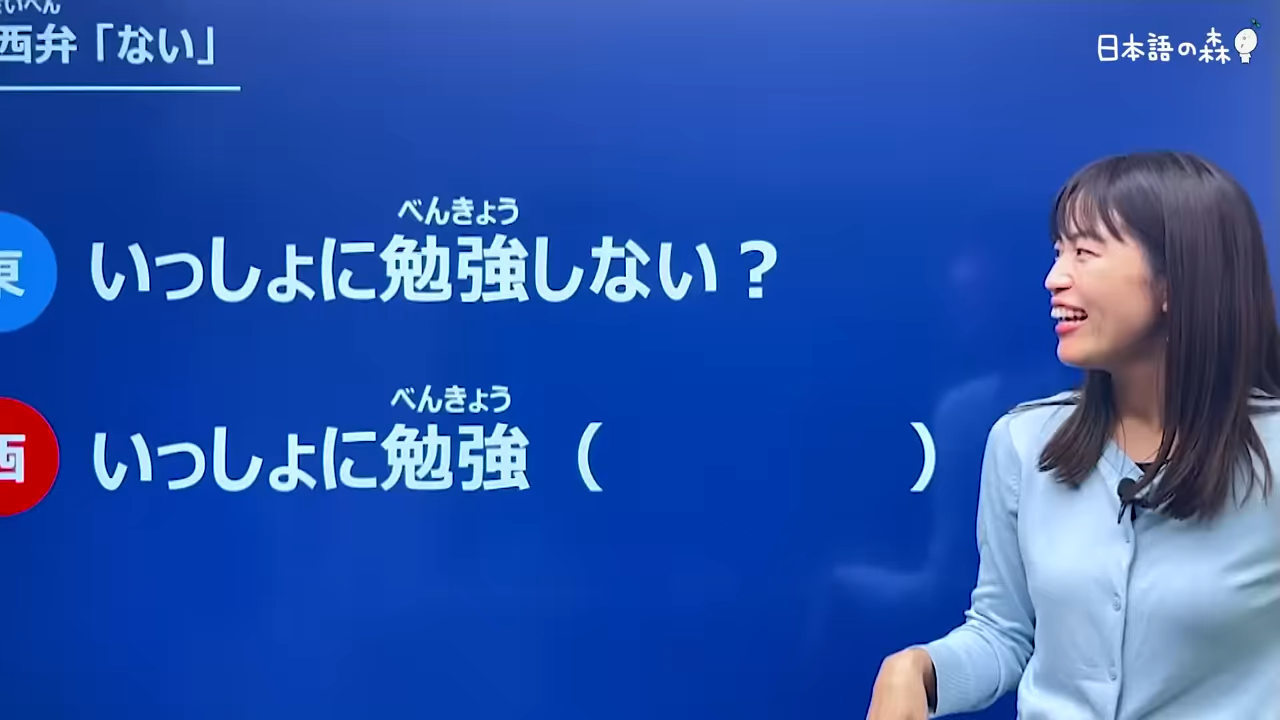 西弁「ない」
日本語の森
べんきょう
東 いっしょに勉強しない？
べんきょう
西 いっしょに勉強（　　　）